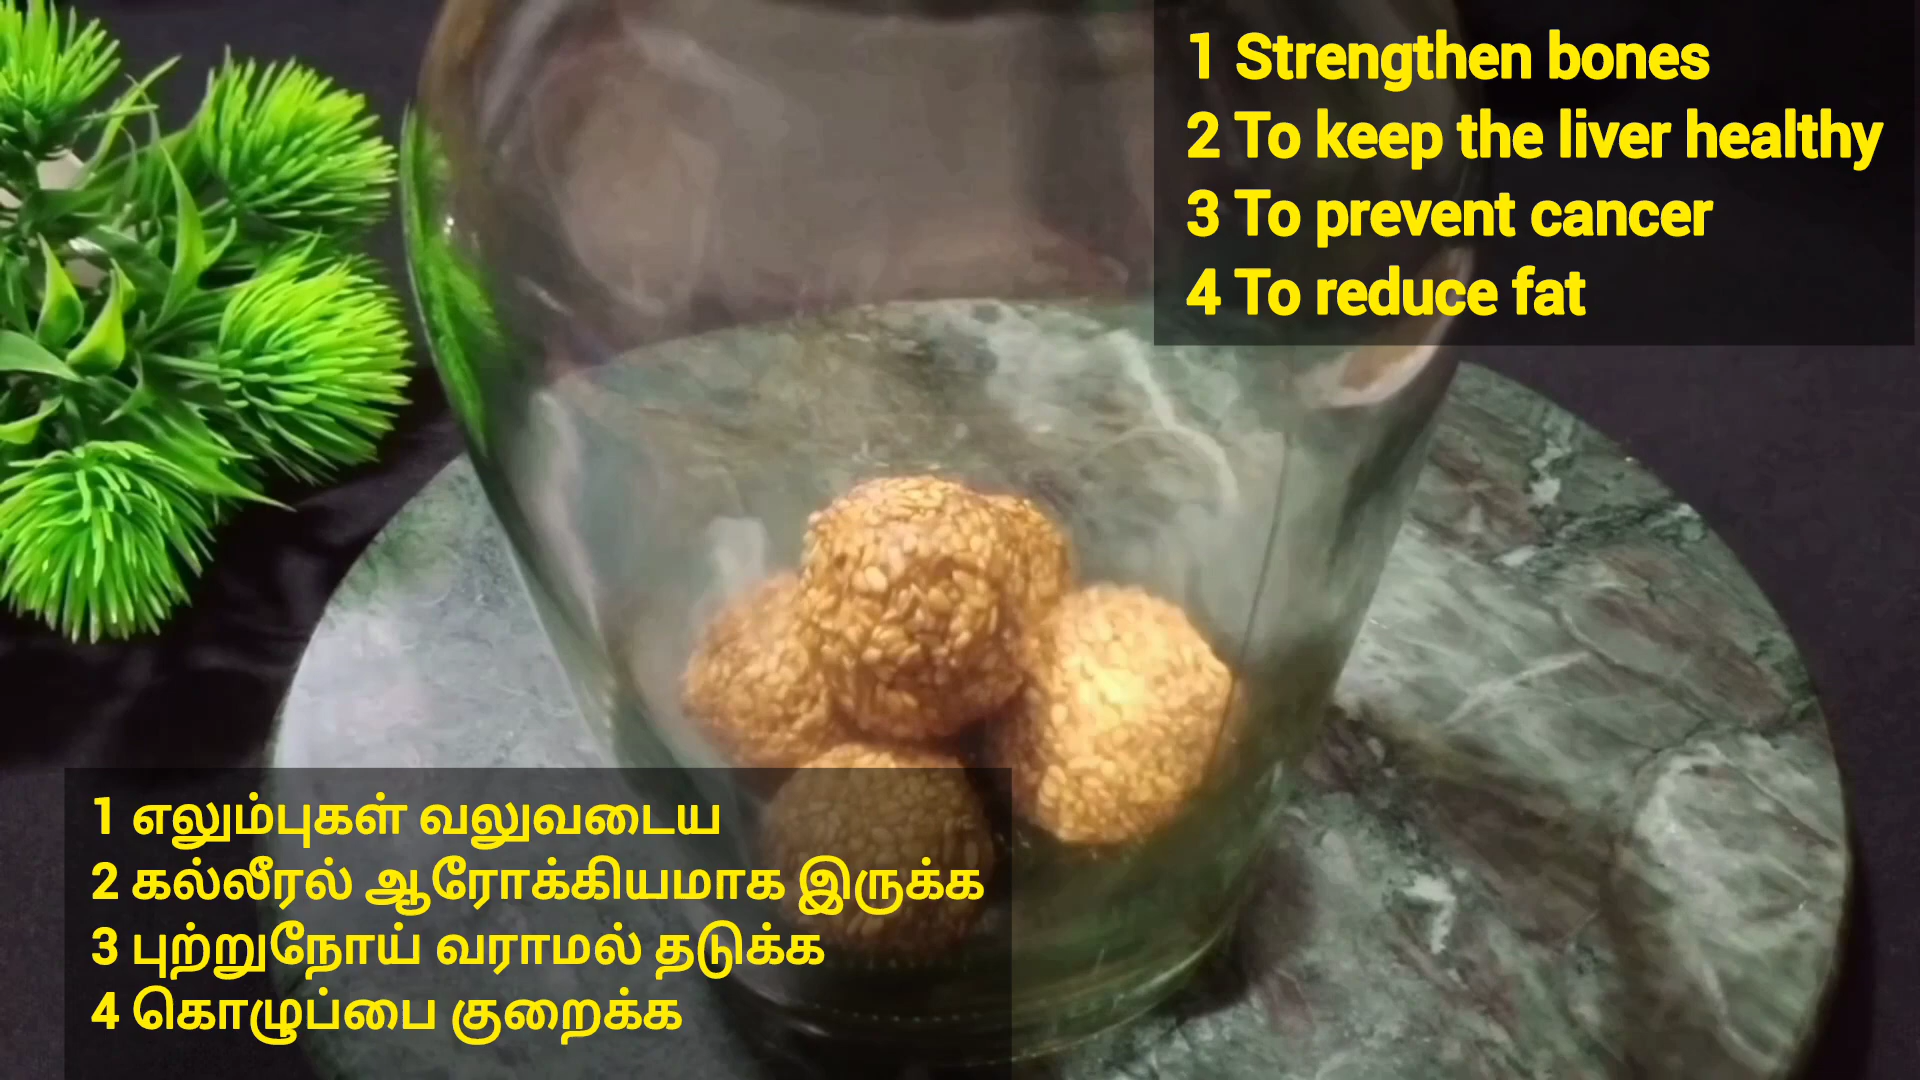 1 Strengthen bones
2 To keep the liver healthy
3 To prevent cancer
4 To reduce fat
1 எலும்புகள் வலுவடைய
2 கல்லீரல் ஆரோக்கியமாக இருக்க
3 புற்றுநோய் வராமல் தடுக்க
4 கொழுப்பை குறைக்க